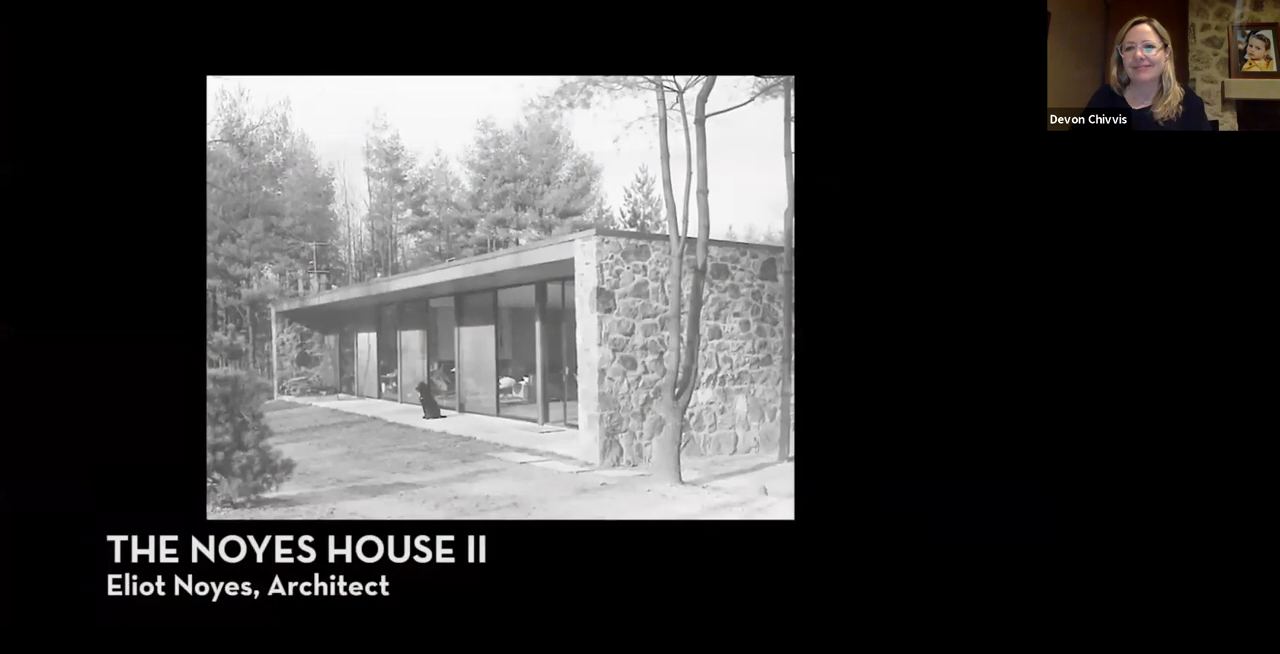 Devon Chivvis
THE NOYES HOUSE II
Eliot Noyes, Architect